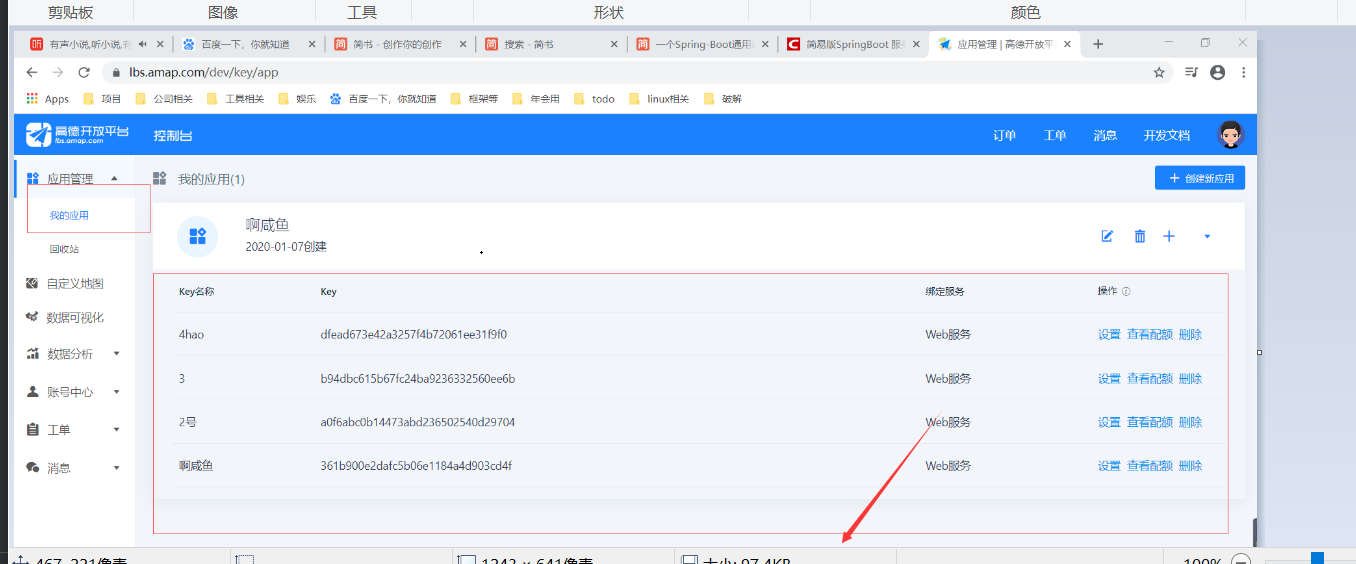 剪贴板 图像 工具 形状 颜色
有声小说,听小说,有 百度一下,你就知道 简书 - 创作你的创作 搜索 - 简书 一个Spring-Boot通用 简易版SpringBoot 服 应用管理 | 高德开放平
lbs.amap.com/dev/key/app
Apps 项目 公司相关 工具相关 娱乐 百度一下,你就知道 框架等 年会用 todo linux相关 破解
高德开放平台
lbs.amap.com
控制台 订单 工单 消息 开发文档
应用管理
我的应用
回收站
自定义地图
数据可视化
数据分析
账号中心
工单
消息
我的应用(1) 创建新应用
啊咸鱼
2020-01-07创建
Key名称 Key 绑定服务 操作
4hao dfead673e42a3257f4b72061ee31f9f0 Web服务 设置 查看配额 删除
3 b94dbc615b67fc24ba9236332560ee6b Web服务 设置 查看配额 删除
2号 a0f6abc0b14473abd236502540d29704 Web服务 设置 查看配额 删除
啊咸鱼 361b900e2dafc5b06e1184a4d903cd4f Web服务 设置 查看配额 删除
467, 221像素 1243 × 641像素 大小: 97.4KB 100%